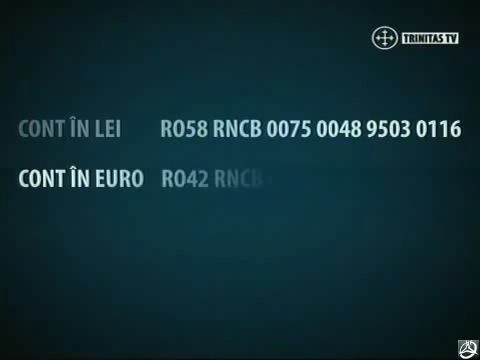 TRINITAS TV
CONT ÎN LEI RO58 RNCB 0075 0048 9503 0116
CONT ÎN EURO RO42 RNCB